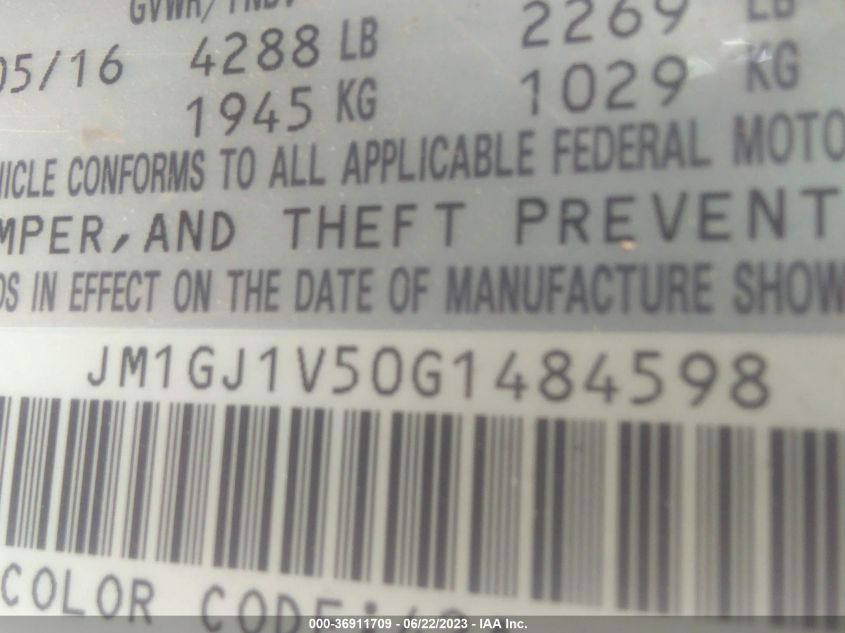 GVWR/PNBV
05/16 4288 LB 2269 LB
1945 KG 1029 KG
HICLE CONFORMS TO ALL APPLICABLE FEDERAL MOTO
MPER, AND THEFT PREVENT
DS IN EFFECT ON THE DATE OF MANUFACTURE SHOW
JM1GJ1V50G1484598
COLOR CODE:
000-36911709 - 06/22/2023 - IAA Inc.